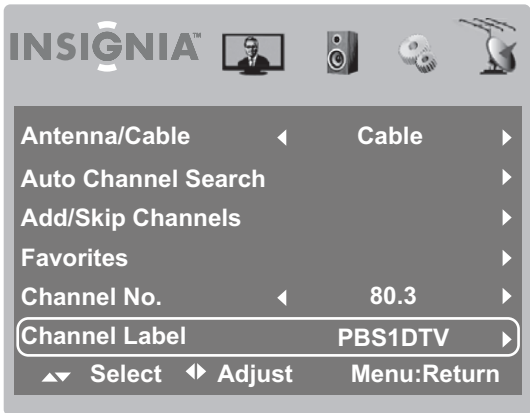 INSIGNIA™
Antenna/Cable Cable
Auto Channel Search
Add/Skip Channels
Favorites
Channel No. 80.3
Channel Label PBS1DTV
Select Adjust Menu:Return